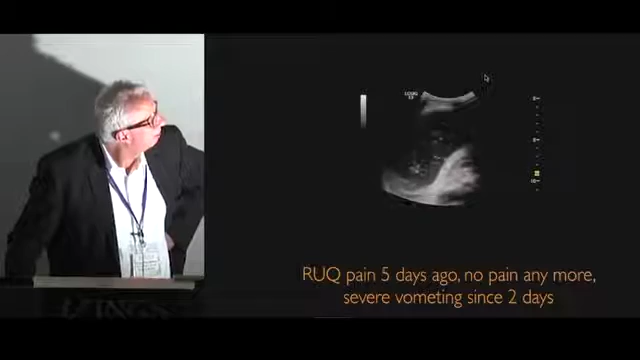 RUQ pain 5 days ago, no pain any more,
severe vometing since 2 days